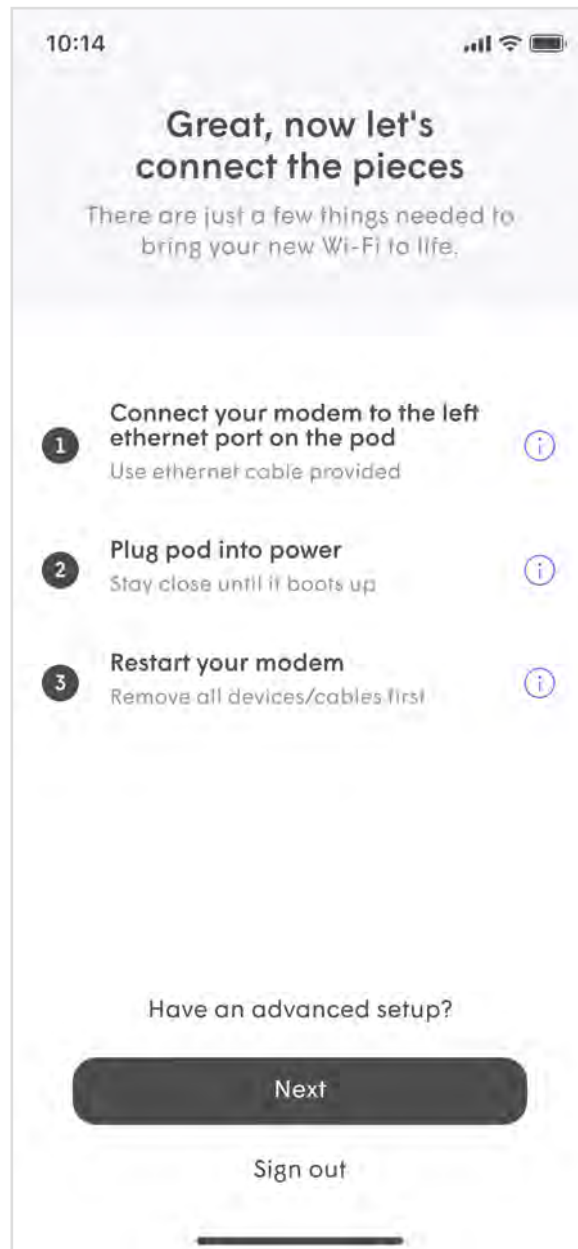 10:14
Great, now let's
connect the pieces
There are just a few things needed to
bring your new Wi-Fi to life.
1
Connect your modem to the left
ethernet port on the pod
Use ethernet cable provided
2
Plug pod into power
Stay close until it boots up
3
Restart your modem
Remove all devices/cables first
Have an advanced setup?
Next
Sign out